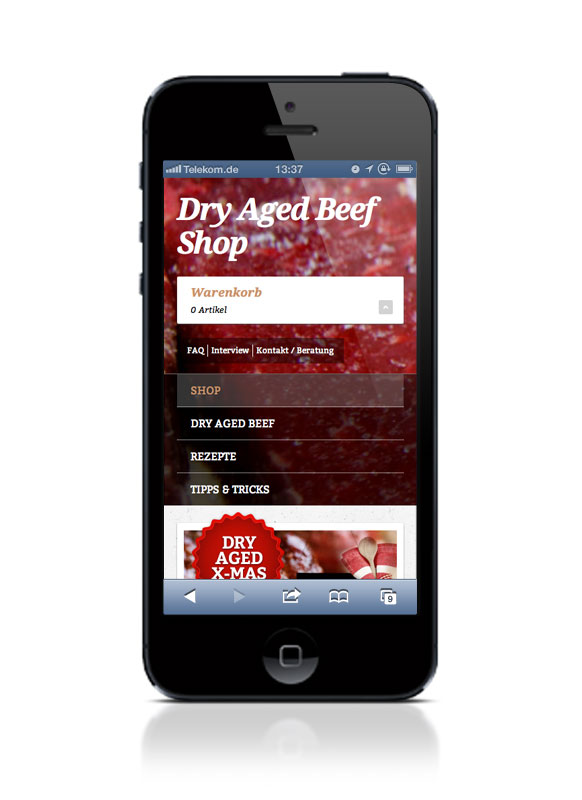 Telekom.de 13:37
Dry Aged Beef
Shop
Warenkorb
0 Artikel
FAQ Interview Kontakt / Beratung
SHOP
DRY AGED BEEF
REZEPTE
TIPPS & TRICKS
DRY
AGED
X-MAS
9